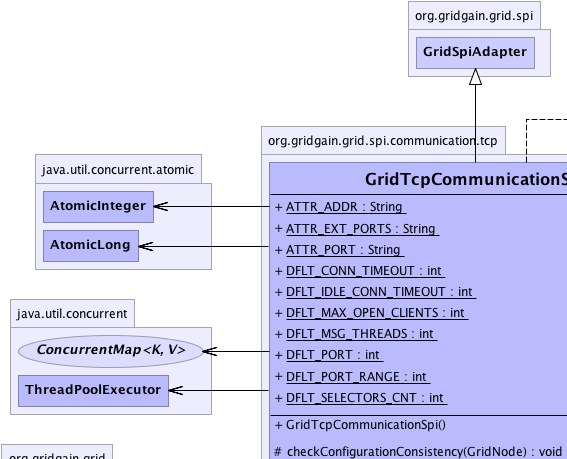 org.gridgain.grid.spi
GridSpiAdapter
org.gridgain.grid.spi.communication.tcp
java.util.concurrent.atomic
AtomicInteger
AtomicLong
GridTcpCommunicationS
+ ATTR_ADDR : String
+ ATTR_EXT_PORTS : String
+ ATTR_PORT : String
+ DFLT_CONN_TIMEOUT : int
+ DFLT_IDLE_CONN_TIMEOUT : int
+ DFLT_MAX_OPEN_CLIENTS : int
+ DFLT_MSG_THREADS : int
+ DFLT_PORT : int
+ DFLT_PORT_RANGE : int
+ DFLT_SELECTORS_CNT : int
+ GridTcpCommunicationSpi()
# checkConfigurationConsistency(GridNode) : void
java.util.concurrent
ConcurrentMap<K, V>
ThreadPoolExecutor
org.gridgain.grid